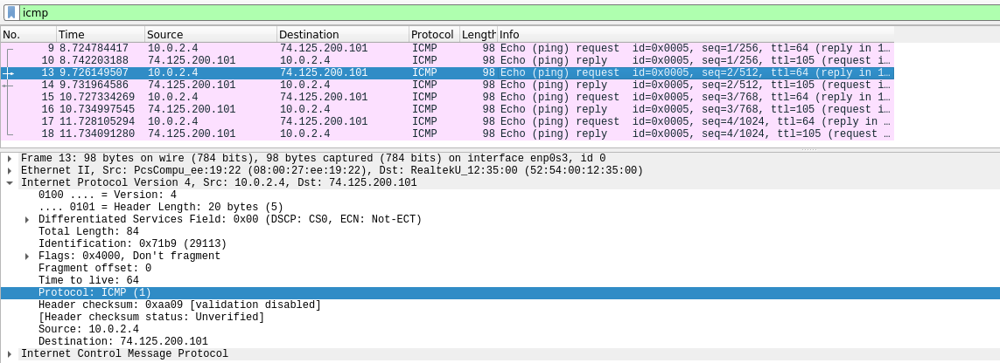 icmp
No. Time Source Destination Protocol Length Info
9 8.724784417 10.0.2.4 74.125.200.101 ICMP 98 Echo (ping) request id=0x0005, seq=1/256, ttl=64 (reply in 1…
10 8.742203188 74.125.200.101 10.0.2.4 ICMP 98 Echo (ping) reply id=0x0005, seq=1/256, ttl=105 (request i…
13 9.726149507 10.0.2.4 74.125.200.101 ICMP 98 Echo (ping) request id=0x0005, seq=2/512, ttl=64 (reply in 1…
14 9.731964586 74.125.200.101 10.0.2.4 ICMP 98 Echo (ping) reply id=0x0005, seq=2/512, ttl=105 (request i…
15 10.727334269 10.0.2.4 74.125.200.101 ICMP 98 Echo (ping) request id=0x0005, seq=3/768, ttl=64 (reply in 1…
16 10.734997545 74.125.200.101 10.0.2.4 ICMP 98 Echo (ping) reply id=0x0005, seq=3/768, ttl=105 (request i…
17 11.728105294 10.0.2.4 74.125.200.101 ICMP 98 Echo (ping) request id=0x0005, seq=4/1024, ttl=64 (reply in …
18 11.734091280 74.125.200.101 10.0.2.4 ICMP 98 Echo (ping) reply id=0x0005, seq=4/1024, ttl=105 (request …
Frame 13: 98 bytes on wire (784 bits), 98 bytes captured (784 bits) on interface enp0s3, id 0
Ethernet II, Src: PcsCompu_ee:19:22 (08:00:27:ee:19:22), Dst: RealtekU_12:35:00 (52:54:00:12:35:00)
Internet Protocol Version 4, Src: 10.0.2.4, Dst: 74.125.200.101
0100 .... = Version: 4
.... 0101 = Header Length: 20 bytes (5)
Differentiated Services Field: 0x00 (DSCP: CS0, ECN: Not-ECT)
Total Length: 84
Identification: 0x71b9 (29113)
Flags: 0x4000, Don't fragment
Fragment offset: 0
Time to live: 64
Protocol: ICMP (1)
Header checksum: 0xaa09 [validation disabled]
[Header checksum status: Unverified]
Source: 10.0.2.4
Destination: 74.125.200.101
Internet Control Message Protocol